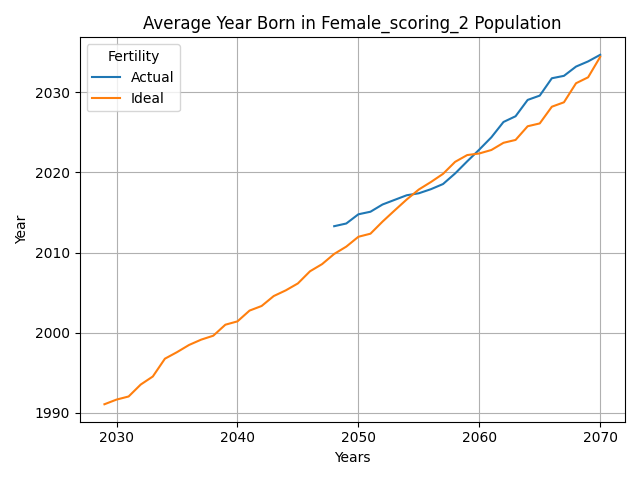 Average Year Born in Female_scoring_2 Population
Fertility
Actual
Ideal
Year
2030
2020
2010
2000
1990
2030 2040 2050 2060 2070
Years